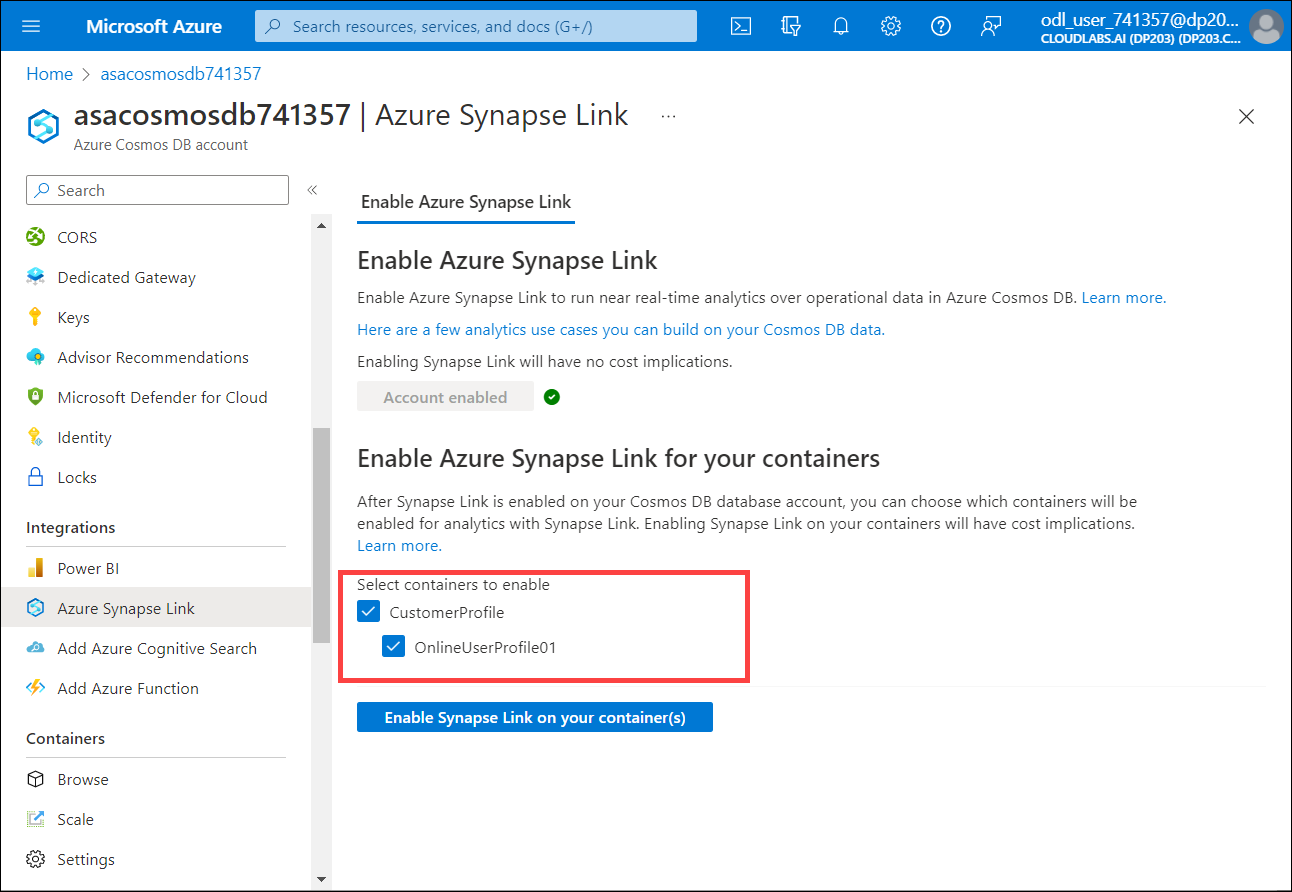 Microsoft Azure
Search resources, services, and docs (G+/)
odl_user_741357@dp20...
CLOUDLABS.AI (DP203) (DP203.C...
Home > asacosmosdb741357
asacosmosdb741357 | Azure Synapse Link ...
Azure Cosmos DB account
Search
«
CORS
Dedicated Gateway
Keys
Advisor Recommendations
Microsoft Defender for Cloud
Identity
Locks
Integrations
Power BI
Azure Synapse Link
Add Azure Cognitive Search
Add Azure Function
Containers
Browse
Scale
Settings
Enable Azure Synapse Link
Enable Azure Synapse Link
Enable Azure Synapse Link to run near real-time analytics over operational data in Azure Cosmos DB. Learn more.
Here are a few analytics use cases you can build on your Cosmos DB data.
Enabling Synapse Link will have no cost implications.
Account enabled
Enable Azure Synapse Link for your containers
After Synapse Link is enabled on your Cosmos DB database account, you can choose which containers will be
enabled for analytics with Synapse Link. Enabling Synapse Link on your containers will have cost implications.
Learn more.
Select containers to enable
CustomerProfile
OnlineUserProfile01
Enable Synapse Link on your container(s)